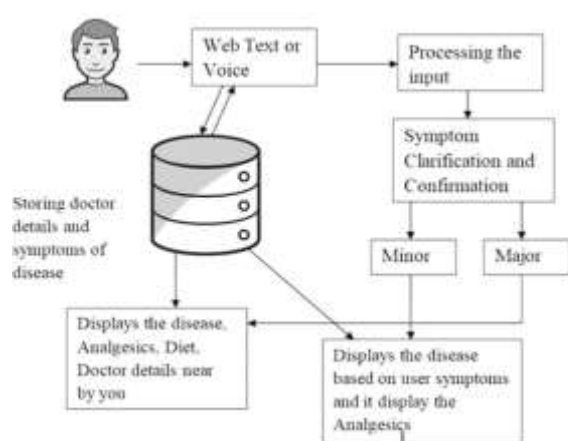 Web Text or
Voice
Processing the
input
Symptom
Clarification and
Confirmation
Storing doctor
details and
symptoms of
disease
Minor
Major
Displays the disease,
Analgesics, Diet,
Doctor details near
by you
Displays the disease
based on user symptoms
and it display the
Analgesics